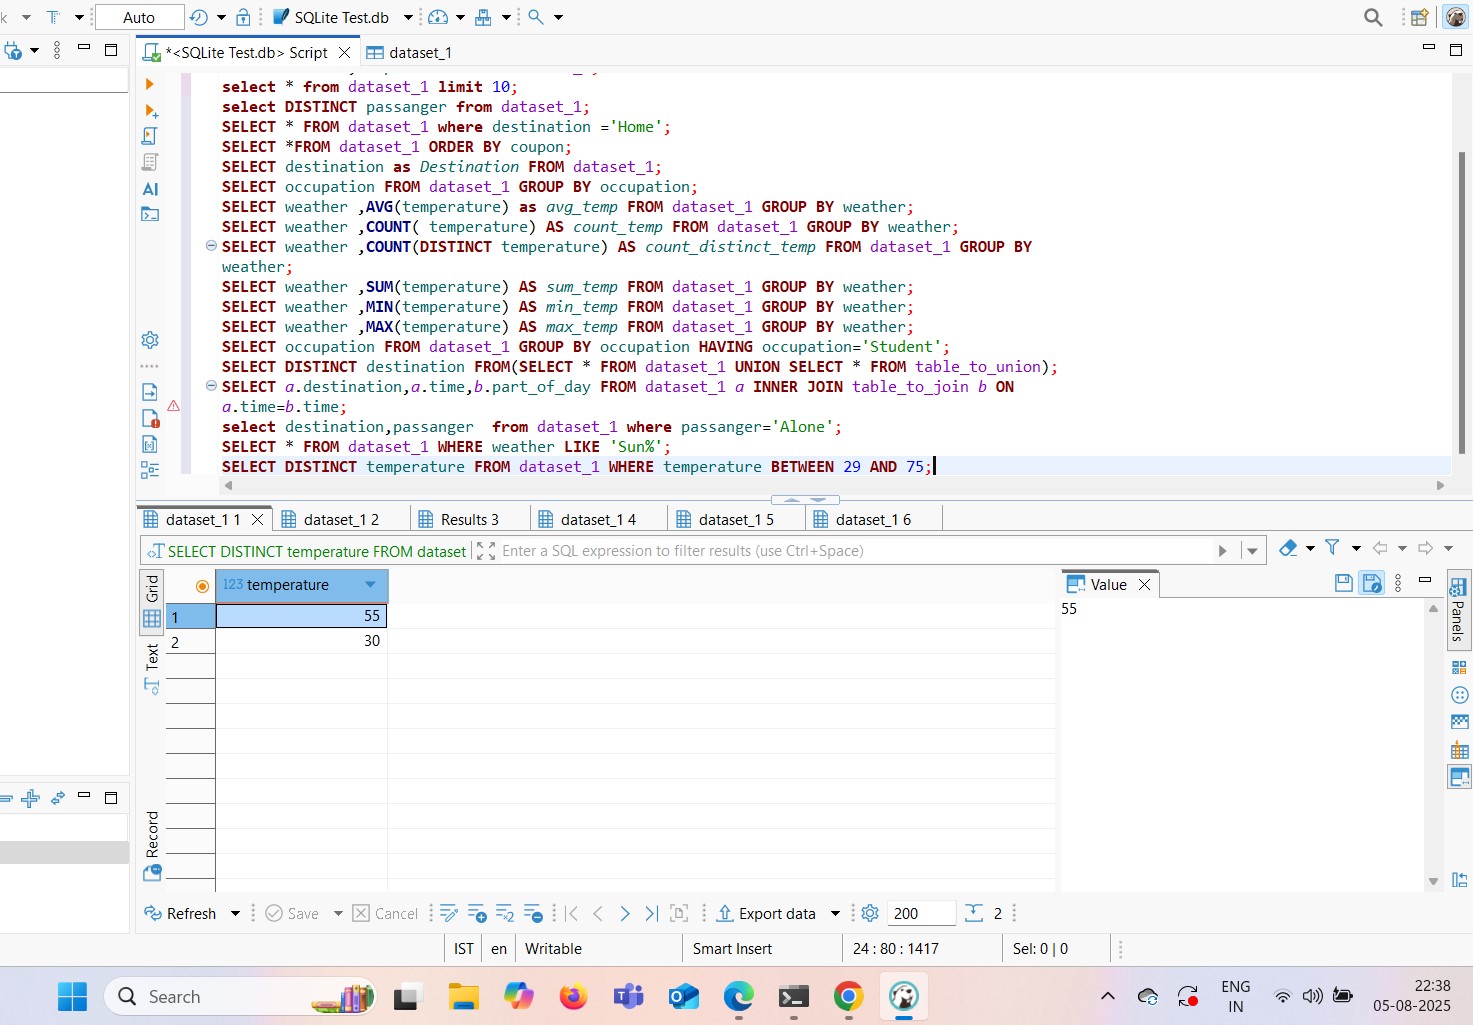 Auto
SQLite Test.db
*<SQLite Test.db> Script
dataset_1
select * from dataset_1 limit 10;
select DISTINCT passanger from dataset_1;
SELECT * FROM dataset_1 where destination ='Home';
SELECT *FROM dataset_1 ORDER BY coupon;
SELECT destination as Destination FROM dataset_1;
SELECT occupation FROM dataset_1 GROUP BY occupation;
SELECT weather ,AVG(temperature) as avg_temp FROM dataset_1 GROUP BY weather;
SELECT weather ,COUNT( temperature) AS count_temp FROM dataset_1 GROUP BY weather;
SELECT weather ,COUNT(DISTINCT temperature) AS count_distinct_temp FROM dataset_1 GROUP BY
weather;
SELECT weather ,SUM(temperature) AS sum_temp FROM dataset_1 GROUP BY weather;
SELECT weather ,MIN(temperature) AS min_temp FROM dataset_1 GROUP BY weather;
SELECT weather ,MAX(temperature) AS max_temp FROM dataset_1 GROUP BY weather;
SELECT occupation FROM dataset_1 GROUP BY occupation HAVING occupation='Student';
SELECT DISTINCT destination FROM(SELECT * FROM dataset_1 UNION SELECT * FROM table_to_union);
SELECT a.destination,a.time,b.part_of_day FROM dataset_1 a INNER JOIN table_to_join b ON
a.time=b.time;
select destination,passanger  from dataset_1 where passanger='Alone';
SELECT * FROM dataset_1 WHERE weather LIKE 'Sun%';
SELECT DISTINCT temperature FROM dataset_1 WHERE temperature BETWEEN 29 AND 75;
AI
dataset_1 1
dataset_1 2
Results 3
dataset_1 4
dataset_1 5
dataset_1 6
SELECT DISTINCT temperature FROM dataset
Enter a SQL expression to filter results (use Ctrl+Space)
Grid
Text
Record
123 temperature
1 55
2 30
Value
55
Panels
Refresh
Save
Cancel
Export data
200
2
IST
en
Writable
Smart Insert
24 : 80 : 1417
Sel: 0 | 0
Search
ENG
IN
22:38
05-08-2025